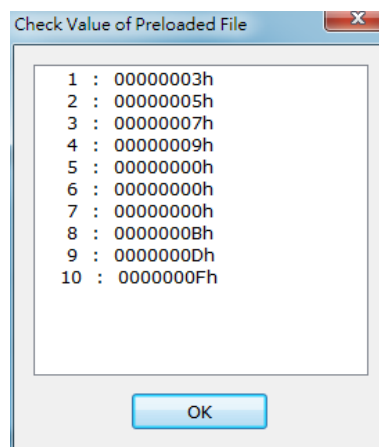 Check Value of Preloaded File
1 : 00000003h
2 : 00000005h
3 : 00000007h
4 : 00000009h
5 : 00000000h
6 : 00000000h
7 : 00000000h
8 : 0000000Bh
9 : 0000000Dh
10 : 0000000Fh
OK